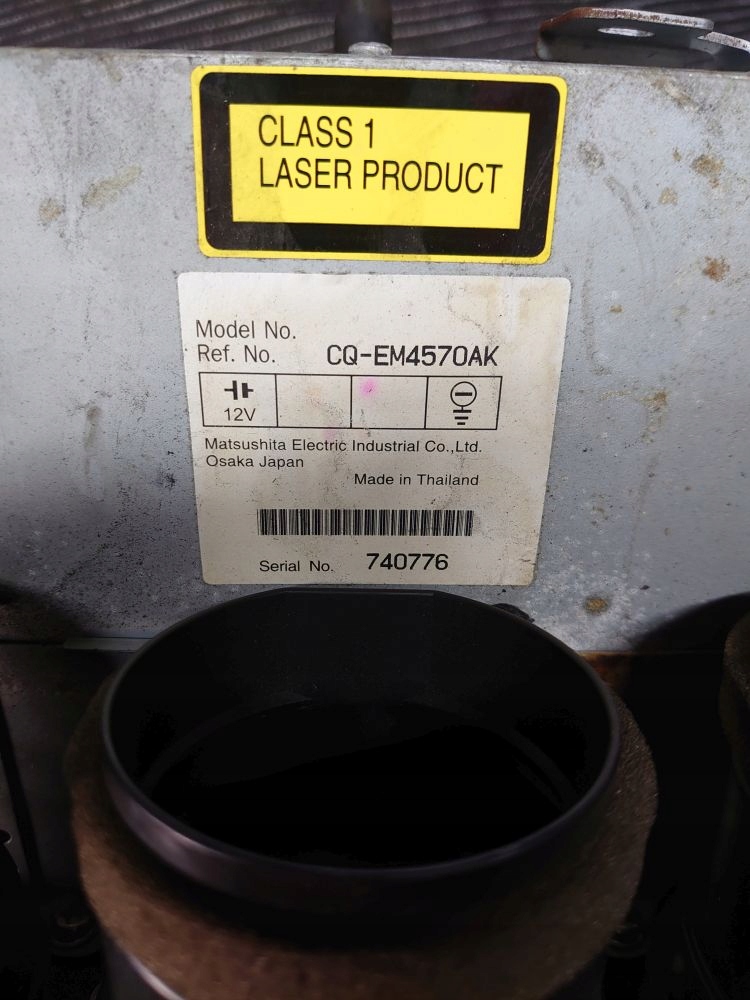 CLASS 1
LASER PRODUCT
Model No.
Ref. No. CQ-EM4570AK
12V
Matsushita Electric Industrial Co.,Ltd.
Osaka Japan
Made in Thailand
Serial No. 740776